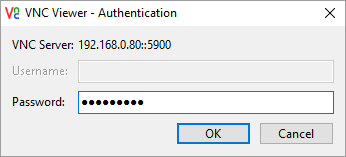 VNC Viewer - Authentication
VNC Server: 192.168.0.80::5900
Username:
Password: ●●●●●●●●●
OK Cancel